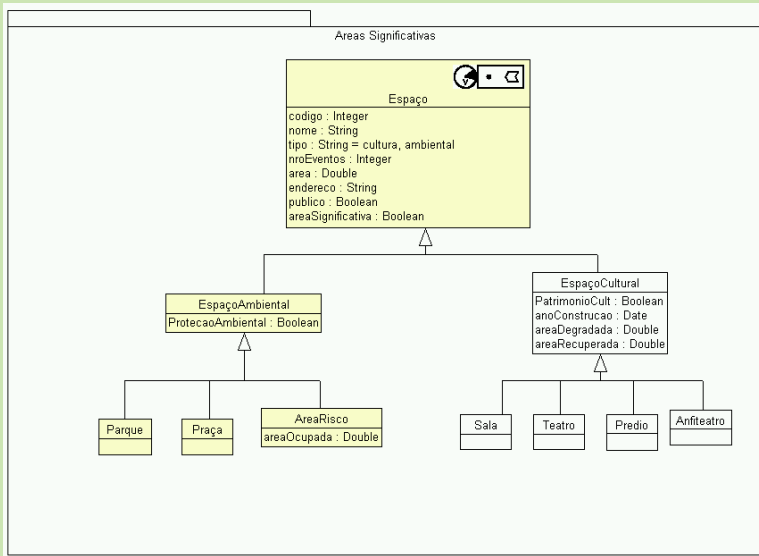 Areas Significativas
Espaço
codigo : Integer
nome : String
tipo : String = cultura, ambiental
nroEventos : Integer
area : Double
endereco : String
publico : Boolean
areaSignificativa : Boolean
EspaçoAmbiental
ProtecaoAmbiental : Boolean
EspaçoCultural
PatrimonioCult : Boolean
anoConstrucao : Date
areaDegradada : Double
areaRecuperada : Double
Parque
Praça
AreaRisco
areaOcupada : Double
Sala
Teatro
Predio
Anfiteatro